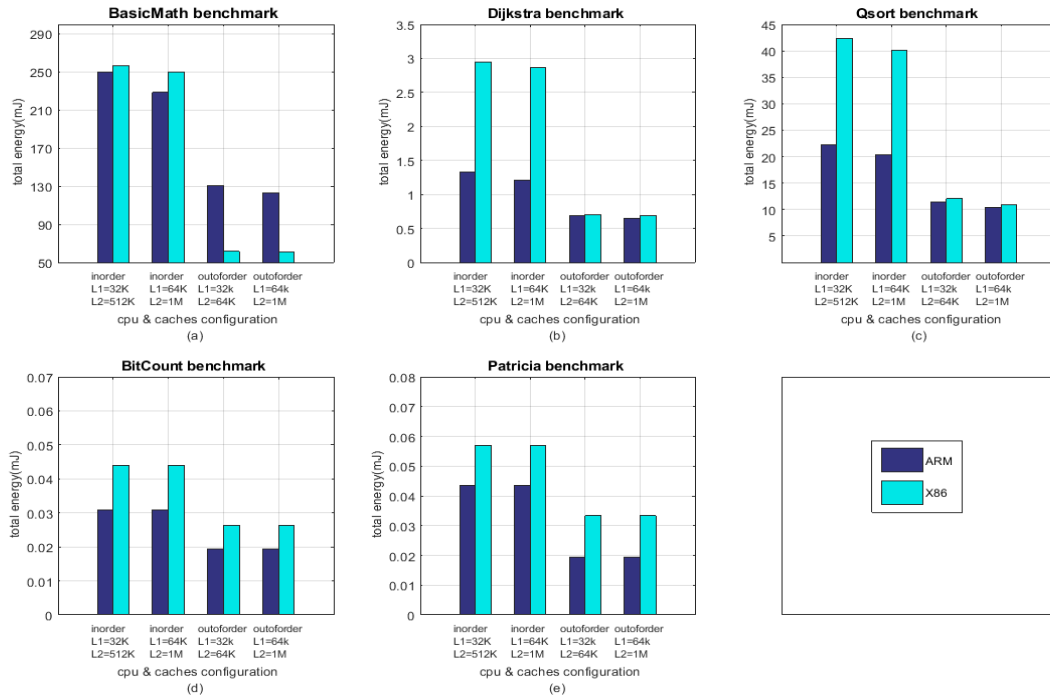 BasicMath benchmark
290
250
210
170
130
90
50
total energy(mJ)
inorder inorder outoforder outoforder
L1=32K L1=64K L1=32k L1=64k
L2=512K L2=1M L2=64K L2=1M
cpu & caches configuration
(a)
Dijkstra benchmark
3.5
3
2.5
2
1.5
1
0.5
0
total energy(mJ)
inorder inorder outoforder outoforder
L1=32K L1=64K L1=32k L1=64k
L2=512K L2=1M L2=64K L2=1M
cpu & caches configuration
(b)
Qsort benchmark
45
40
35
30
25
20
15
10
5
total energy(mJ)
inorder inorder outoforder outoforder
L1=32K L1=64K L1=32k L1=64k
L2=512K L2=1M L2=64K L2=1M
cpu & caches configuration
(c)
BitCount benchmark
0.07
0.06
0.05
0.04
0.03
0.02
0.01
0
total energy(mJ)
inorder inorder outoforder outoforder
L1=32K L1=64K L1=32k L1=64k
L2=512K L2=1M L2=64K L2=1M
cpu & caches configuration
(d)
Patricia benchmark
0.08
0.07
0.06
0.05
0.04
0.03
0.02
0.01
0
total energy(mJ)
inorder inorder outoforder outoforder
L1=32K L1=64K L1=32k L1=64k
L2=512K L2=1M L2=64K L2=1M
cpu & caches configuration
(e)
ARM
X86